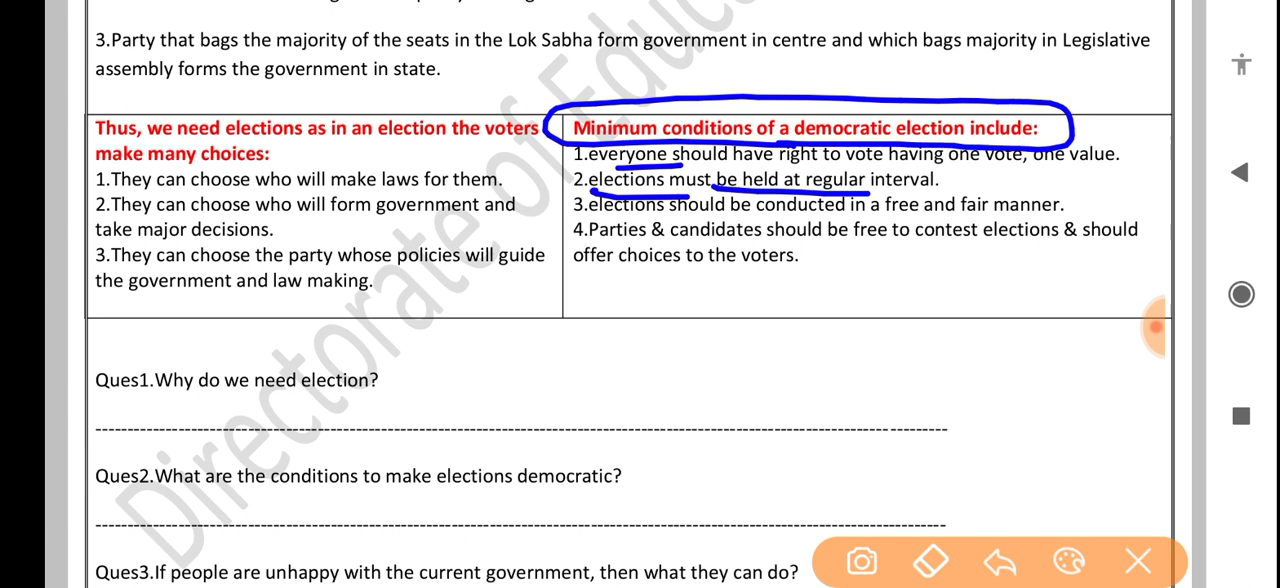 3.Party that bags the majority of the seats in the Lok Sabha form government in centre and which bags majority in Legislative
assembly forms the government in state.
Thus, we need elections as in an election the voters
make many choices:
1.They can choose who will make laws for them.
2.They can choose who will form government and
take major decisions.
3.They can choose the party whose policies will guide
the government and law making.
Minimum conditions of a democratic election include:
1.everyone should have right to vote having one vote, one value.
2.elections must be held at regular interval.
3.elections should be conducted in a free and fair manner.
4.Parties & candidates should be free to contest elections & should
offer choices to the voters.
Ques1.Why do we need election?
Ques2.What are the conditions to make elections democratic?
Ques3.If people are unhappy with the current government, then what they can do?
Directorate of Educ